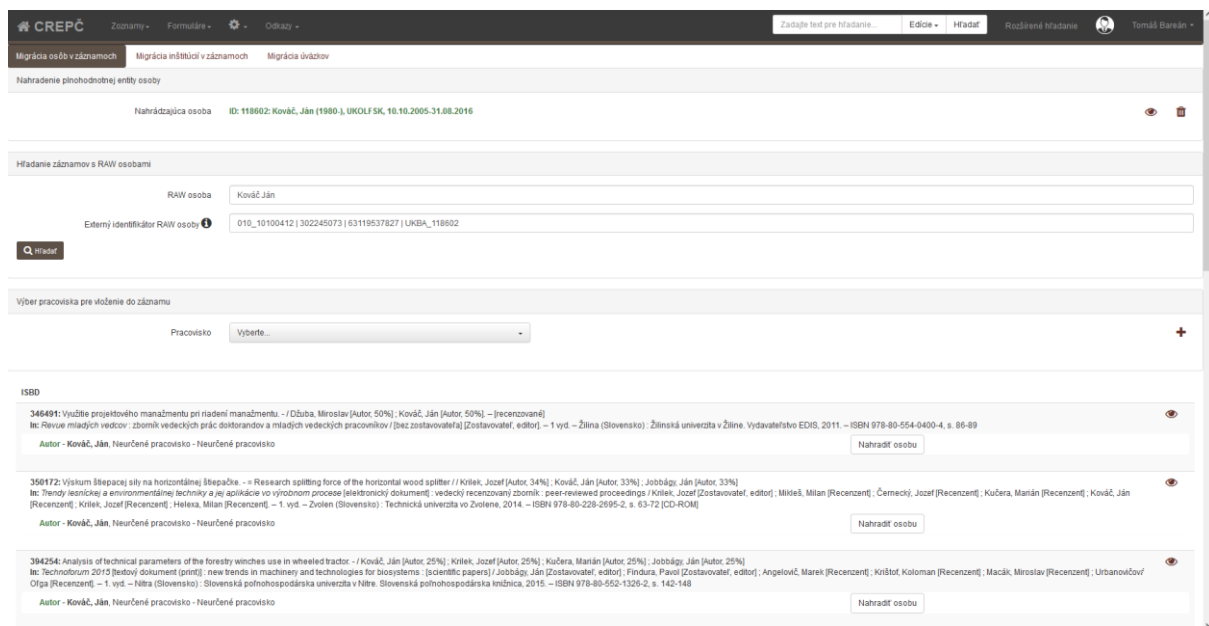 CREPČ Zoznamy Formuláre Odkazy Zadajte text pre hľadanie... Edície Hľadať Rozšírené hľadanie Tomáš Bareán
Migrácia osôb v záznamoch Migrácia inštitúcií v záznamoch Migrácia úväzkov
Nahradenie plnohodnotnej entity osoby
Nahrádzajúca osoba ID: 118602: Kováč, Ján (1980-), UKOLFSK, 10.10.2005-31.08.2016
Hľadanie záznamov s RAW osobami
RAW osoba Kováč Ján
Externý identifikátor RAW osoby 010_10100412 | 302245073 | 63119537827 | UKBA_118602
Hľadať
Výber pracoviska pre vloženie do záznamu
Pracovisko Vyberte...
ISBD
346491: Využitie projektového manažmentu pri riadení manažmentu. - / Džuba, Miroslav [Autor, 50%] ; Kováč, Ján [Autor, 50%]. – [recenzované]
In: Revue mladých vedcov : zborník vedeckých prác doktorandov a mladých vedeckých pracovníkov / [bez zostavovateľa] [Zostavovateľ, editor]. – 1 vyd. – Žilina (Slovensko) : Žilinská univerzita v Žiline. Vydavateľstvo EDIS, 2011. – ISBN 978-80-554-0400-4, s. 86-89
Autor - Kováč, Ján, Neurčené pracovisko - Neurčené pracovisko Nahradiť osobu
350172: Výskum štiepacej sily na horizontálnej štiepačke. - = Research splitting force of the horizontal wood splitter / / Krilek, Jozef [Autor, 34%] ; Kováč, Ján [Autor, 33%] ; Jobbágy, Ján [Autor, 33%]
In: Trendy lesníckej a environmentálnej techniky a jej aplikácie vo výrobnom procese [elektronický dokument] : vedecký recenzovaný zborník : peer-reviewed proceedings / Krilek, Jozef [Zostavovateľ, editor] ; Mikleš, Milan [Recenzent] ; Černecký, Jozef [Recenzent] ; Kučera, Marián [Recenzent] ; Kováč, Ján
[Recenzent] ; Krilek, Jozef [Recenzent] ; Helexa, Milan [Recenzent]. – 1. vyd. – Zvolen (Slovensko) : Technická univerzita vo Zvolene, 2014. – ISBN 978-80-228-2695-2, s. 63-72 [CD-ROM]
Autor - Kováč, Ján, Neurčené pracovisko - Neurčené pracovisko Nahradiť osobu
394254: Analysis of technical parameters of the forestry winches use in wheeled tractor. - / Kováč, Ján [Autor, 25%] ; Krilek, Jozef [Autor, 25%] ; Kučera, Marián [Autor, 25%] ; Jobbágy, Ján [Autor, 25%]
In: Technoforum 2015 [textový dokument (print)] : new trends in machinery and technologies for biosystems : [scientific papers] / Jobbágy, Ján [Zostavovateľ, editor] ; Findura, Pavol [Zostavovateľ, editor] ; Angelovič, Marek [Recenzent] ; Krištof, Koloman [Recenzent] ; Macák, Miroslav [Recenzent] ; Urbanovičová
Oľga [Recenzent]. – 1. vyd. – Nitra (Slovensko) : Slovenská poľnohospodárska univerzita v Nitre. Slovenská poľnohospodárska knižnica, 2015. – ISBN 978-80-552-1326-2, s. 142-148
Autor - Kováč, Ján, Neurčené pracovisko - Neurčené pracovisko Nahradiť osobu